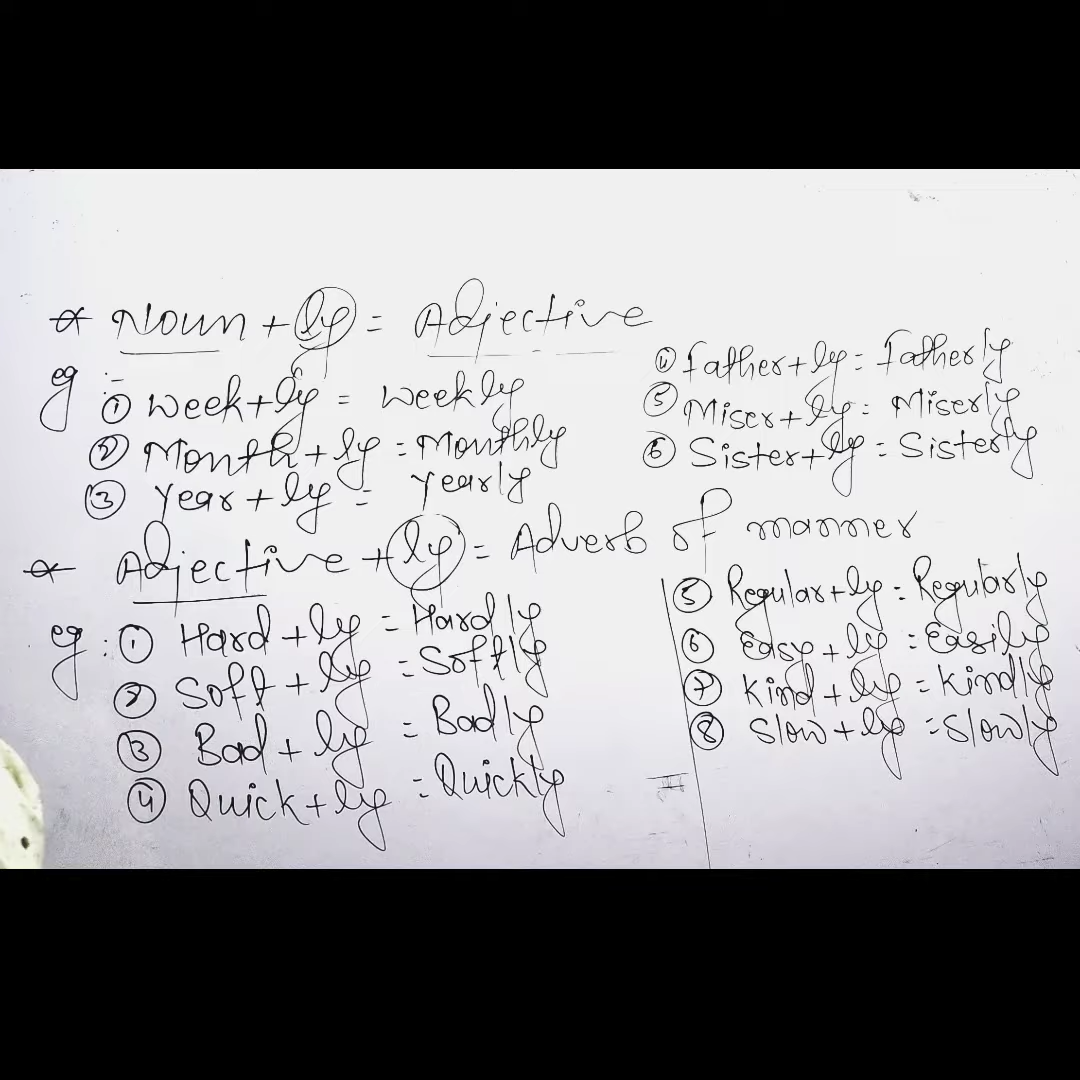 * Noun + ly = Adjective
eg :-
① Week + ly = Weekly
② Month + ly = Monthly
③ Year + ly = Yearly
④ Father + ly = Fatherly
⑤ Miser + ly = Miserly
⑥ Sister + ly = Sisterly
* Adjective + ly = Adverb of manner
eg :
① Hard + ly = Hardly
② Soft + ly = Softly
③ Bad + ly = Badly
④ Quick + ly = Quickly
⑤ Regular + ly = Regularly
⑥ Easy + ly = Easily
⑦ Kind + ly = Kindly
⑧ Slow + ly = Slowly
II